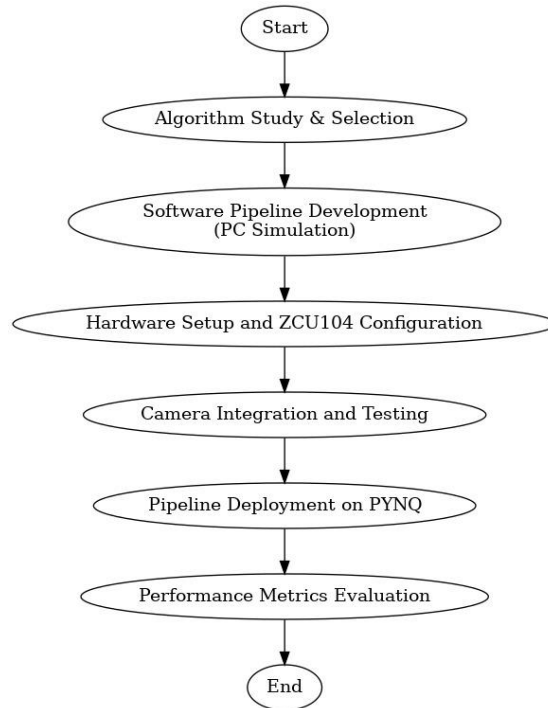 Start
Algorithm Study & Selection
Software Pipeline Development
(PC Simulation)
Hardware Setup and ZCU104 Configuration
Camera Integration and Testing
Pipeline Deployment on PYNQ
Performance Metrics Evaluation
End